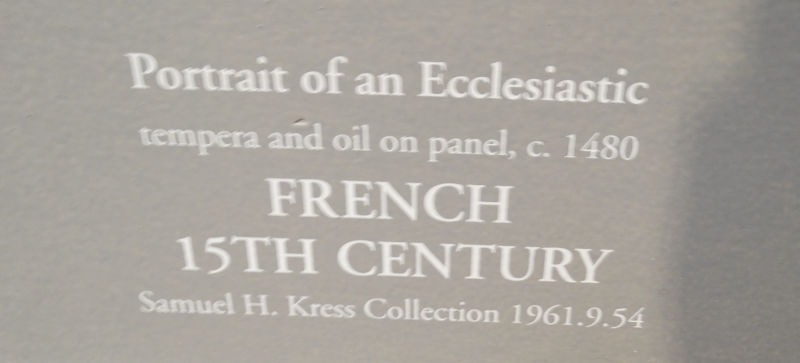 Portrait of an Ecclesiastic
tempera and oil on panel, c. 1480
FRENCH
15TH CENTURY
Samuel H. Kress Collection 1961.9.54